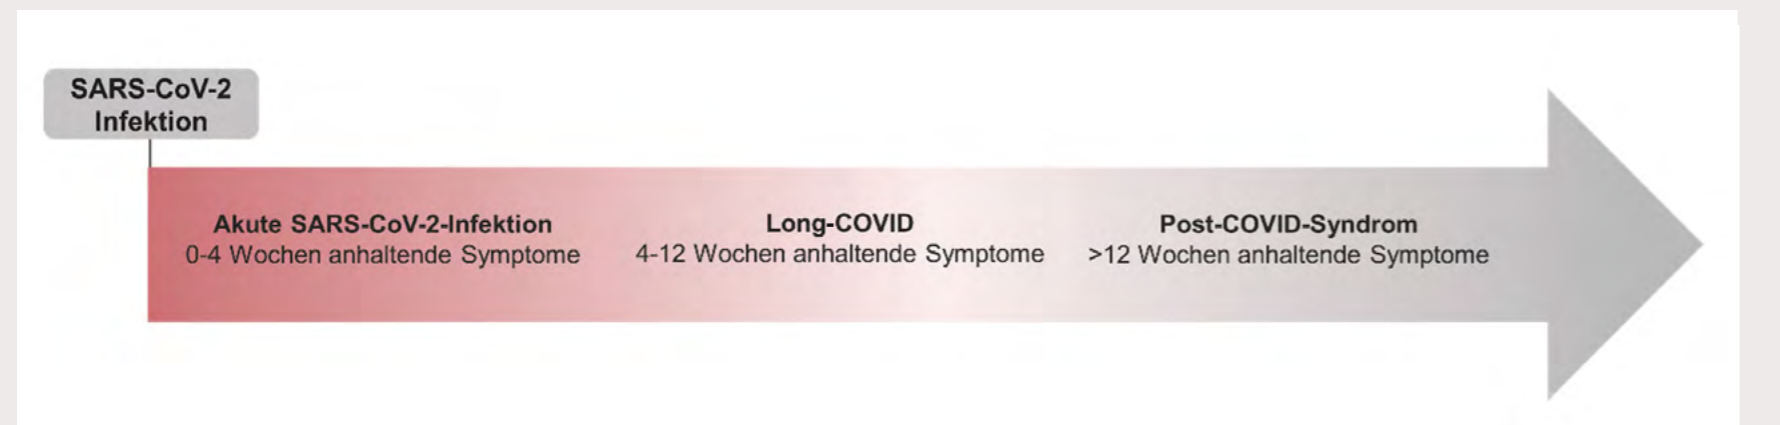 SARS-CoV-2
Infektion
Akute SARS-CoV-2-Infektion
0-4 Wochen anhaltende Symptome
Long-COVID
4-12 Wochen anhaltende Symptome
Post-COVID-Syndrom
>12 Wochen anhaltende Symptome